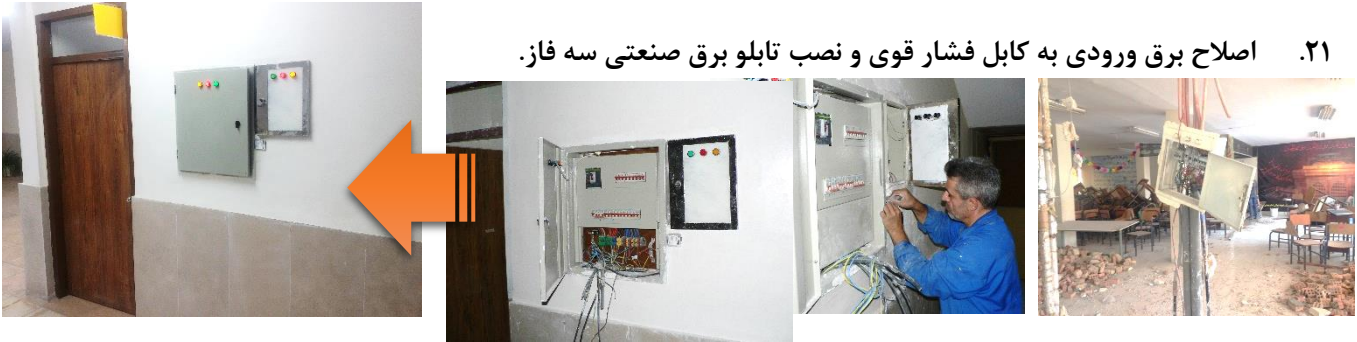 ۲۱. اصلاح برق ورودی به کابل فشار قوی و نصب تابلو برق صنعتی سه فاز.